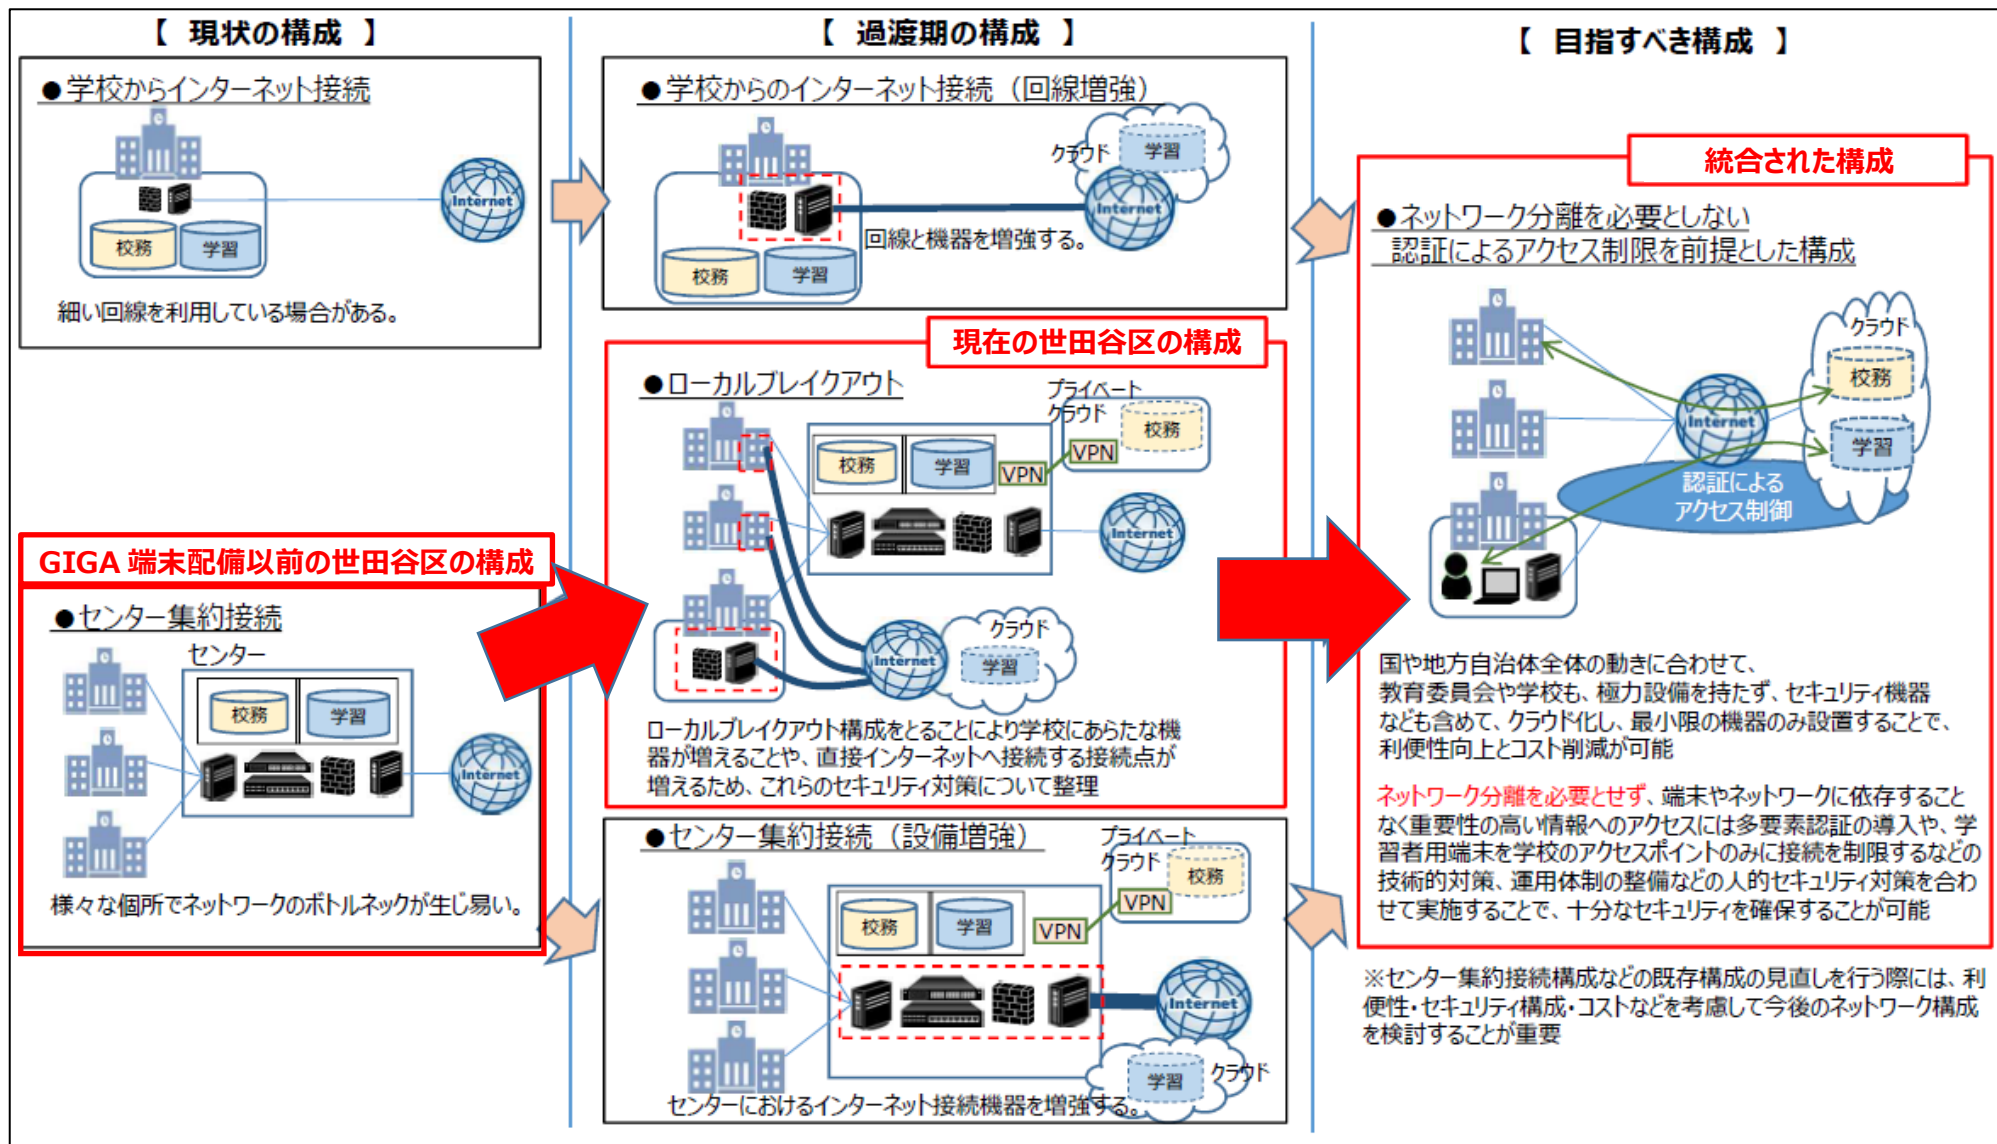 【 現状の構成 】
●学校からインターネット接続
Internet
校務
学習
細い回線を利用している場合がある。
GIGA 端末配備以前の世田谷区の構成
●センター集約接続
センター
校務
学習
Internet
様々な個所でネットワークのボトルネックが生じ易い。
【 過渡期の構成 】
●学校からのインターネット接続（回線増強）
クラウド
学習
Internet
回線と機器を増強する。
校務
学習
現在の世田谷区の構成
●ローカルブレイクアウト
プライベート
クラウド
校務
VPN
校務
学習
VPN
Internet
クラウド
Internet
学習
ローカルブレイクアウト構成をとることにより学校にあらたな機
器が増えることや、直接インターネットへ接続する接続点が
増えるため、これらのセキュリティ対策について整理
●センター集約接続（設備増強）
プライベート
クラウド
校務
VPN
校務
学習
VPN
Internet
学習
クラウド
センターにおけるインターネット接続機器を増強する。
【 目指すべき構成 】
統合された構成
●ネットワーク分離を必要としない
認証によるアクセス制限を前提とした構成
クラウド
校務
Internet
学習
認証による
アクセス制御
国や地方自治体全体の動きに合わせて、
教育委員会や学校も、極力設備を持たず、セキュリティ機器
なども含めて、クラウド化し、最小限の機器のみ設置することで、
利便性向上とコスト削減が可能
ネットワーク分離を必要とせず、端末やネットワークに依存すること
なく重要性の高い情報へのアクセスには多要素認証の導入や、学
習者用端末を学校のアクセスポイントのみに接続を制限するなどの
技術的対策、運用体制の整備などの人的セキュリティ対策を合わ
せて実施することで、十分なセキュリティを確保することが可能
※センター集約接続構成などの既存構成の見直しを行う際には、利
便性・セキュリティ構成・コストなどを考慮して今後のネットワーク構成
を検討することが重要